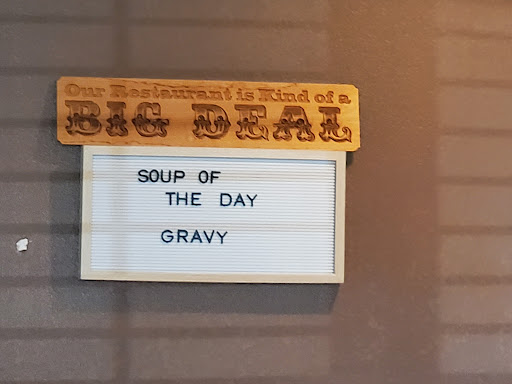 Our Restaurant is Kind of a
BIG DEAL
SOUP OF
THE DAY
GRAVY